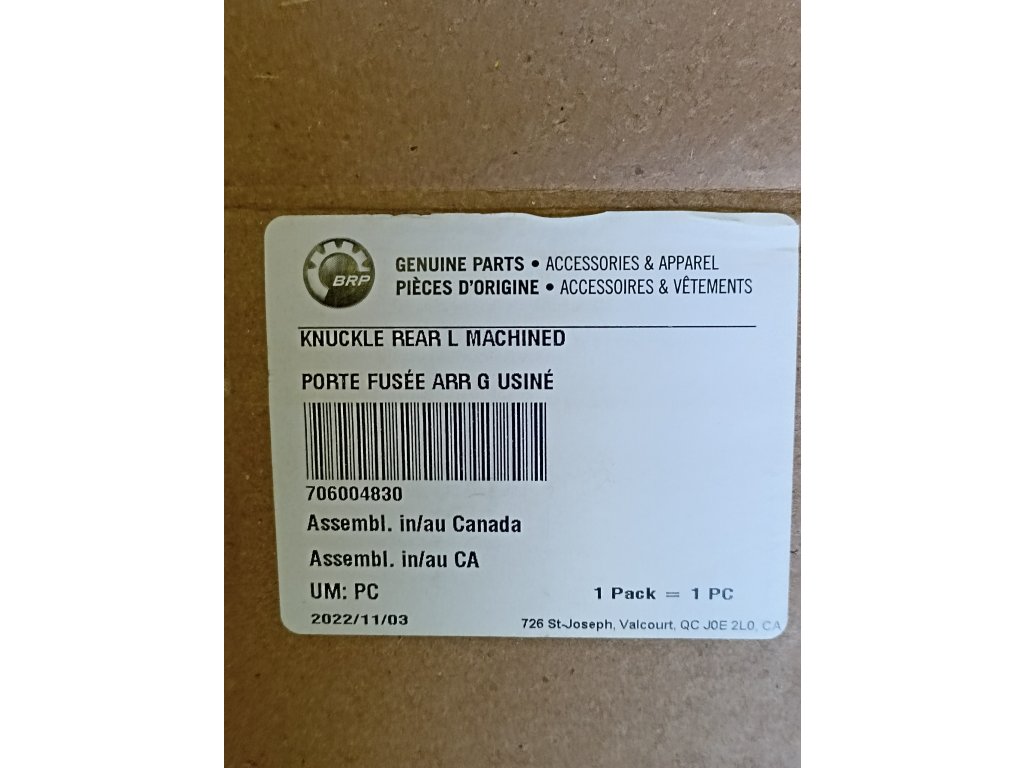 BRP
GENUINE PARTS • ACCESSORIES & APPAREL
PIÈCES D'ORIGINE • ACCESSOIRES & VÊTEMENTS
KNUCKLE REAR L MACHINED
PORTE FUSÉE ARR G USINÉ
706004830
Assembl. in/au Canada
Assembl. in/au CA
UM: PC
1 Pack = 1 PC
2022/11/03
726 St-Joseph, Valcourt, QC J0E 2L0, CA